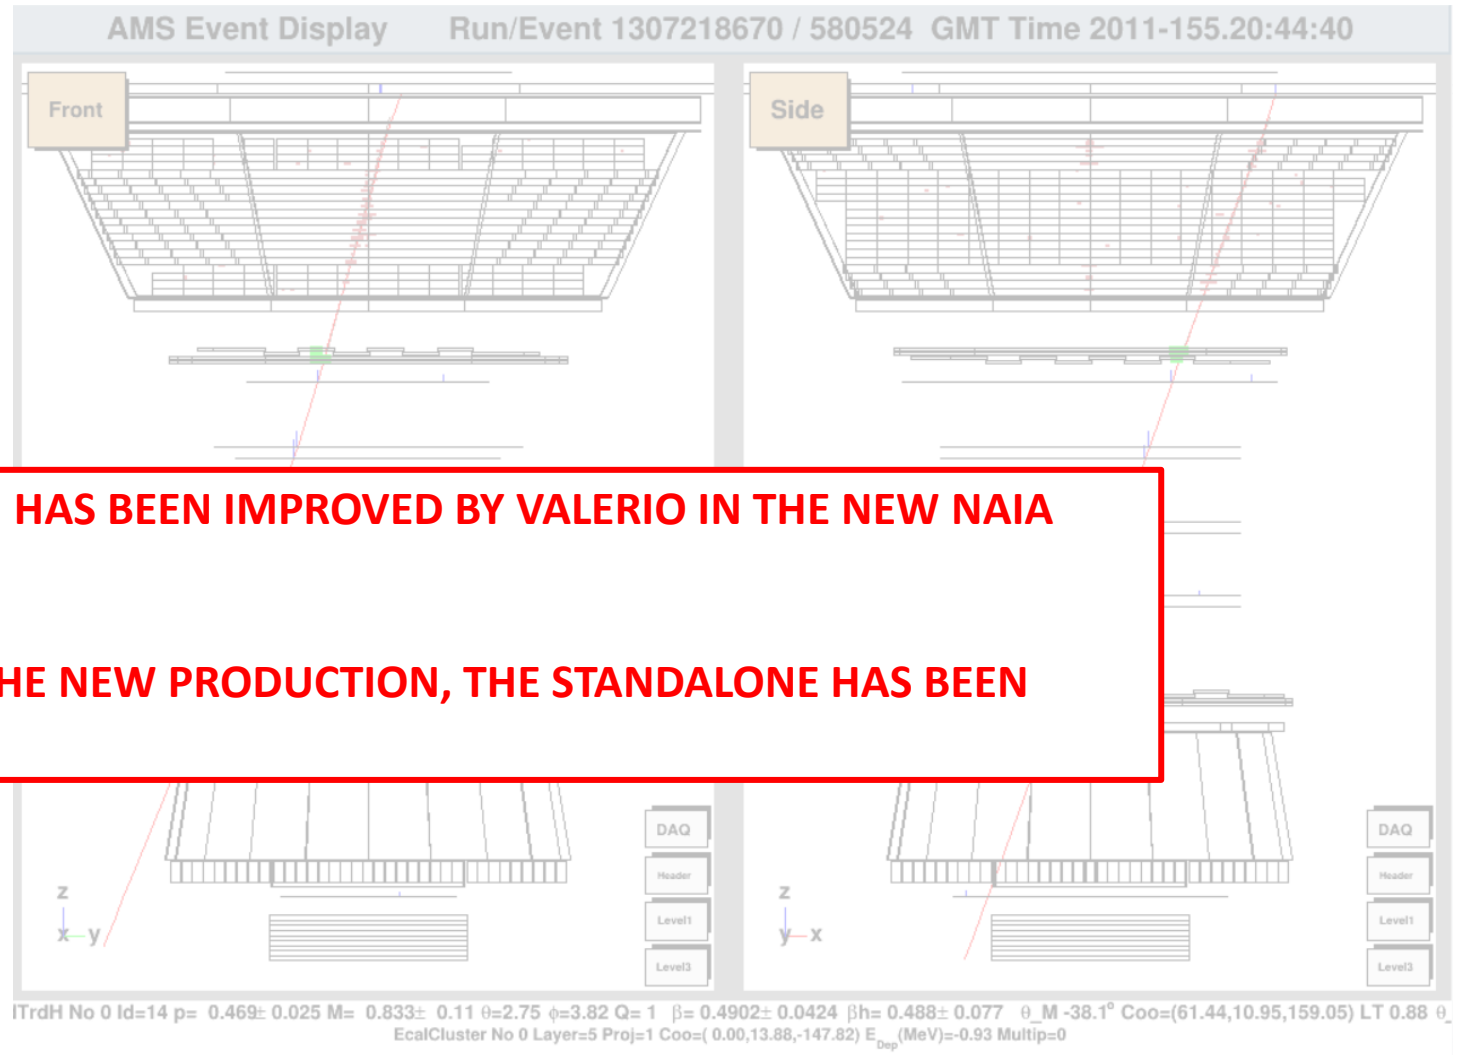 AMS Event Display Run/Event 1307218670 / 580524 GMT Time 2011-155.20:44:40
Front
Side
HAS BEEN IMPROVED BY VALERIO IN THE NEW NAIA
HE NEW PRODUCTION, THE STANDALONE HAS BEEN
DAQ
Header
Level1
Level3
z
x y
DAQ
Header
Level1
Level3
z
y x
lTrdH No 0 Id=14 p= 0.469± 0.025 M= 0.833± 0.11 θ=2.75 ϕ=3.82 Q= 1 β= 0.4902± 0.0424 βh= 0.488± 0.077 θ_M -38.1° Coo=(61.44,10.95,159.05) LT 0.88 θ_
EcalCluster No 0 Layer=5 Proj=1 Coo=( 0.00,13.88,-147.82) E_Dep(MeV)=-0.93 Multip=0